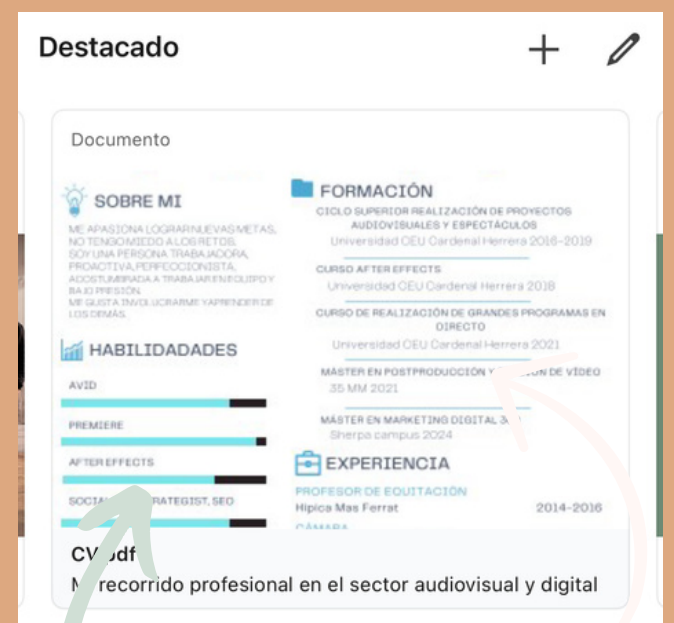 Destacado
Documento
SOBRE MI
ME APASIONA LOGRAR NUEVAS METAS,
NO TENGO MIEDO A LOS RETOS.
SOY UNA PERSONA TRABAJADORA,
PROACTIVA, PERFECCIONISTA,
ACOSTUMBRADA A TRABAJAR EN EQUIPO Y
BAJO PRESIÓN.
ME GUSTA INVOLUCRARME Y APRENDER DE
LOS DEMÁS.
HABILIDADADES
AVID
PREMIERE
AFTER EFFECTS
SEO
FORMACIÓN
CICLO SUPERIOR REALIZACIÓN DE PROYECTOS
AUDIOVISUALES Y ESPECTÁCULOS
Universidad CEU Cardenal Herrera 2016-2019
CURSO AFTER EFFECTS
Universidad CEU Cardenal Herrera 2018
CURSO DE REALIZACIÓN DE GRANDES PROGRAMAS EN
DIRECTO
Universidad CEU Cardenal Herrera 2021
MÁSTER EN POSTPRODUCCIÓN Y DE VÍDEO
35 MM 2021
MÁSTER EN MARKETING DIGITAL
Sherpa campus 2024
EXPERIENCIA
PROFESOR DE EQUITACIÓN
Hípica Mas Ferrat 2014-2016
CÁMARA
CV.pdf
Mi recorrido profesional en el sector audiovisual y digital